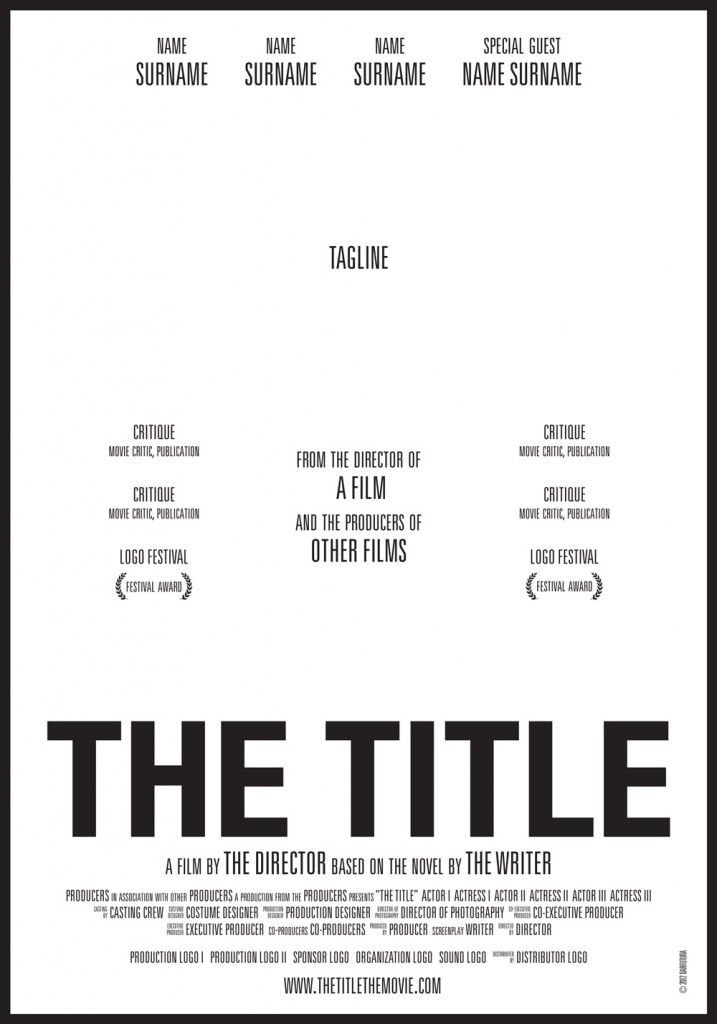 NAME NAME NAME SPECIAL GUEST
SURNAME SURNAME SURNAME NAME SURNAME
TAGLINE
CRITIQUE
MOVIE CRITIC, PUBLICATION
CRITIQUE
MOVIE CRITIC, PUBLICATION
LOGO FESTIVAL
FESTIVAL AWARD
FROM THE DIRECTOR OF
A FILM
AND THE PRODUCERS OF
OTHER FILMS
CRITIQUE
MOVIE CRITIC, PUBLICATION
CRITIQUE
MOVIE CRITIC, PUBLICATION
LOGO FESTIVAL
FESTIVAL AWARD
THE TITLE
A FILM BY THE DIRECTOR BASED ON THE NOVEL BY THE WRITER
PRODUCERS IN ASSOCIATION WITH OTHER PRODUCERS A PRODUCTION FROM THE PRODUCERS PRESENTS "THE TITLE" ACTOR I ACTRESS I ACTOR II ACTRESS II ACTOR III ACTRESS III
CASTING BY CASTING CREW COSTUME DESIGNER COSTUME DESIGNER PRODUCTION DESIGNER PRODUCTION DESIGNER DIRECTOR OF PHOTOGRAPHY DIRECTOR OF PHOTOGRAPHY CO-EXECUTIVE PRODUCER CO-EXECUTIVE PRODUCER
EXECUTIVE PRODUCER EXECUTIVE PRODUCER CO-PRODUCERS CO-PRODUCERS PRODUCED BY PRODUCER SCREENPLAY WRITER DIRECTED BY DIRECTOR
PRODUCTION LOGO I PRODUCTION LOGO II SPONSOR LOGO ORGANIZATION LOGO SOUND LOGO DISTRIBUTED BY DISTRIBUTOR LOGO
WWW.THETITLETHEMOVIE.COM
© 2012